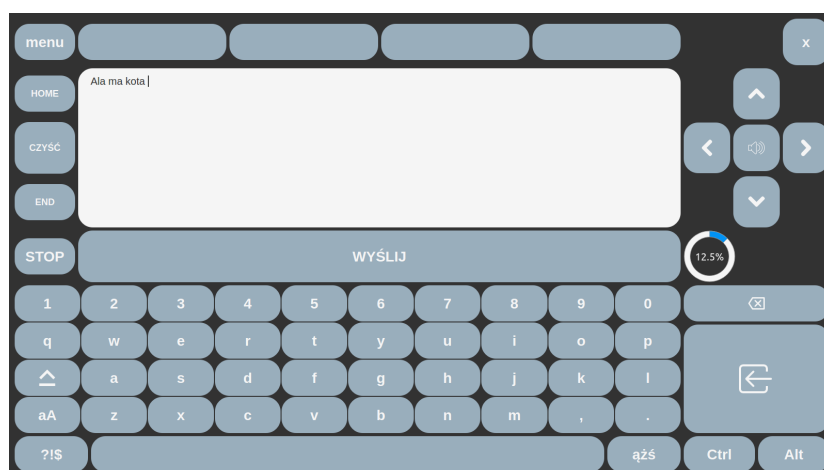 menu x
HOME Ala ma kota
CZYŚĆ
END
STOP WYŚLIJ 12.5%
1 2 3 4 5 6 7 8 9 0
q w e r t y u i o p
a s d f g h j k l
aA z x c v b n m , .
?!$ ążś Ctrl Alt